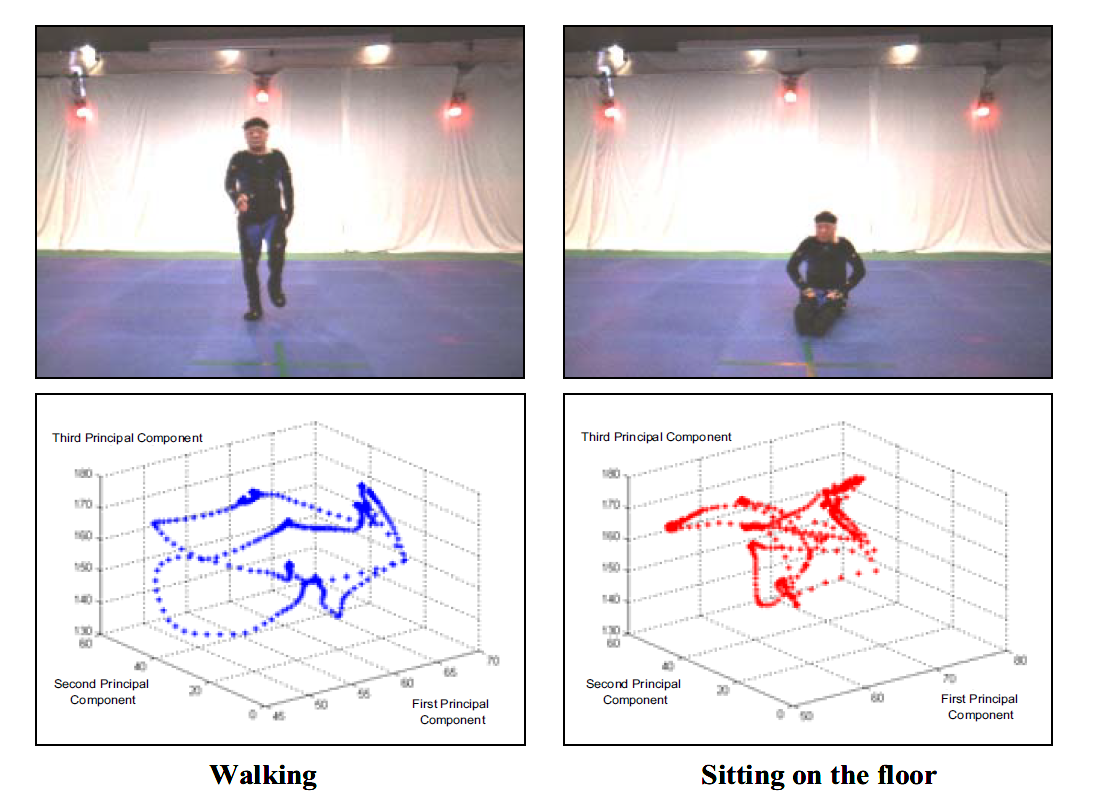 Third Principal Component
180
170
160
150
140
130
60
40
20
0
45
50
55
60
65
70
Second Principal
Component
First Principal
Component
Third Principal Component
180
170
160
150
140
130
60
40
20
0
50
60
70
80
Second Principal
Component
First Principal
Component
Walking
Sitting on the floor